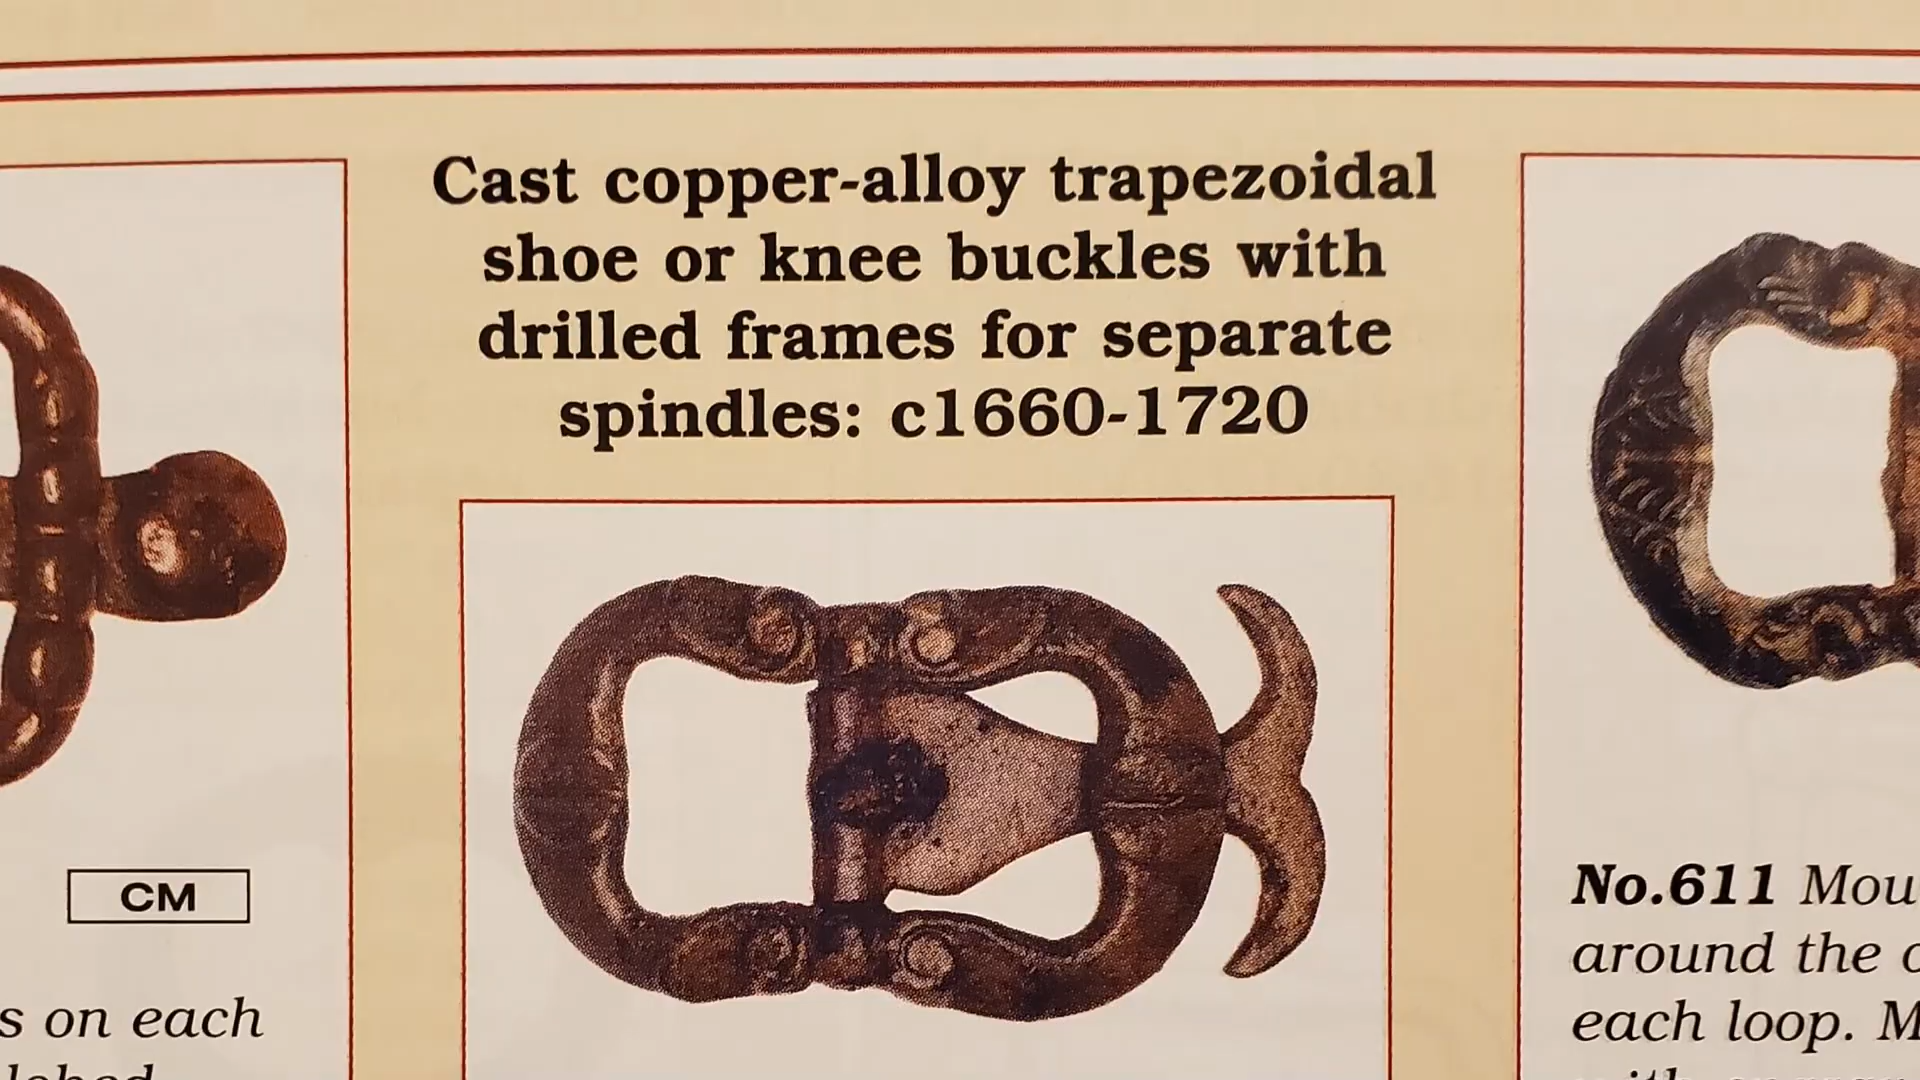 Cast copper-alloy trapezoidal
shoe or knee buckles with
drilled frames for separate
spindles: c1660-1720
CM
s on each
No.611 Mou
around the
each loop. M